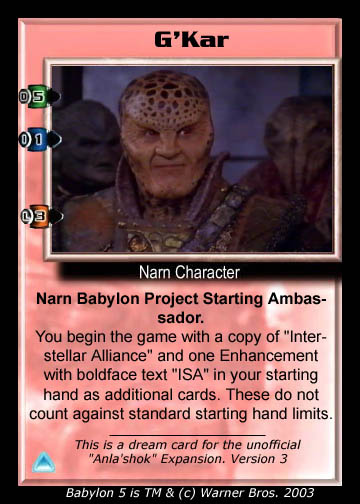 G'Kar
D5
I1
L3
Narn Character
Narn Babylon Project Starting Ambas-
sador.
You begin the game with a copy of "Inter-
stellar Alliance" and one Enhancement
with boldface text "ISA" in your starting
hand as additional cards. These do not
count against standard starting hand limits.
This is a dream card for the unofficial
"Anla'shok" Expansion. Version 3
Babylon 5 is TM & (c) Warner Bros. 2003